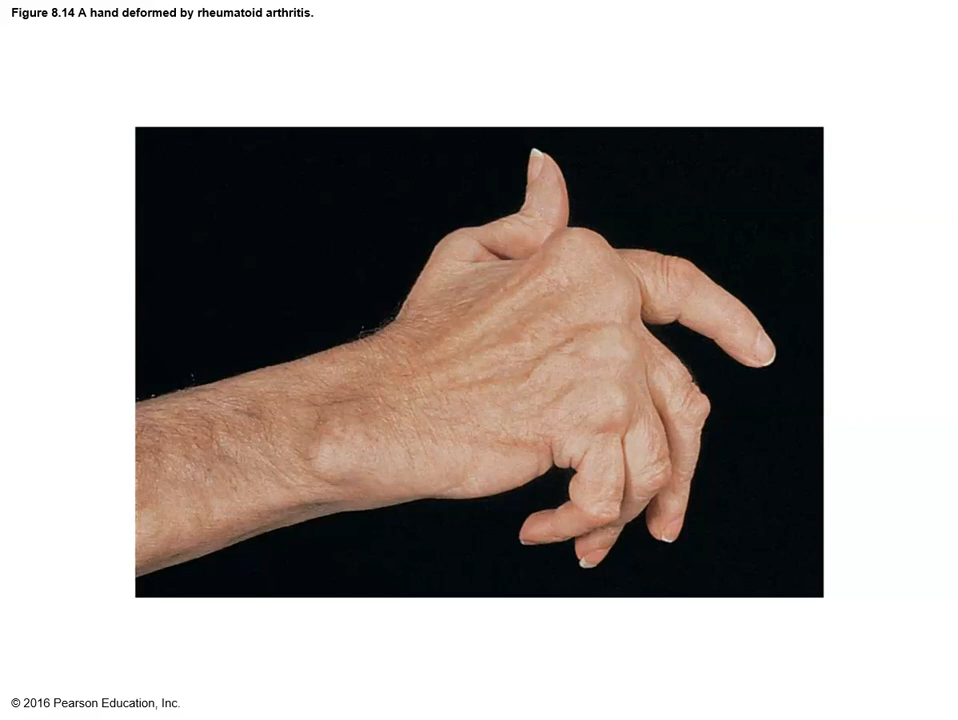 Figure 8.14 A hand deformed by rheumatoid arthritis.
© 2016 Pearson Education, Inc.